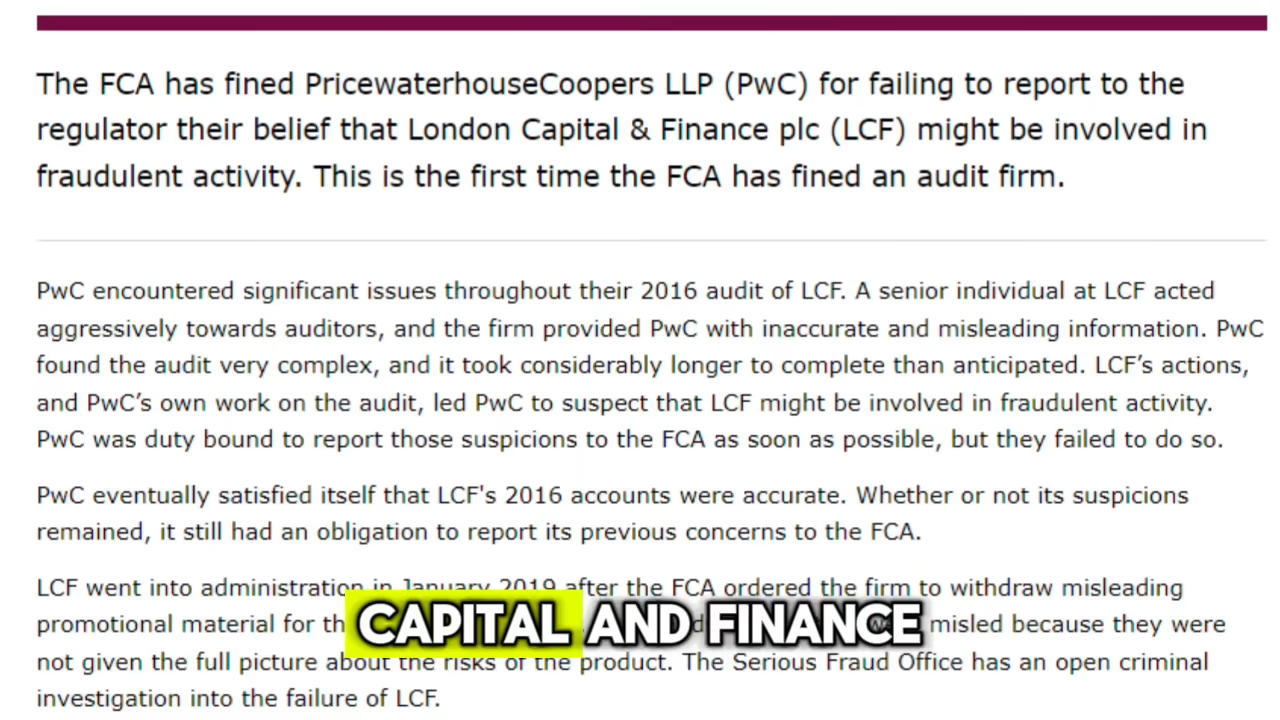 The FCA has fined PricewaterhouseCoopers LLP (PwC) for failing to report to the
regulator their belief that London Capital & Finance plc (LCF) might be involved in
fraudulent activity. This is the first time the FCA has fined an audit firm.
PwC encountered significant issues throughout their 2016 audit of LCF. A senior individual at LCF acted
aggressively towards auditors, and the firm provided PwC with inaccurate and misleading information. PwC
found the audit very complex, and it took considerably longer to complete than anticipated. LCF’s actions,
and PwC’s own work on the audit, led PwC to suspect that LCF might be involved in fraudulent activity.
PwC was duty bound to report those suspicions to the FCA as soon as possible, but they failed to do so.
PwC eventually satisfied itself that LCF's 2016 accounts were accurate. Whether or not its suspicions
remained, it still had an obligation to report its previous concerns to the FCA.
LCF went into administration in January 2019 after the FCA ordered the firm to withdraw misleading
promotional material for misled because they were
CAPITAL AND FINANCE
not given the full picture about the risks of the product. The Serious Fraud Office has an open criminal
investigation into the failure of LCF.